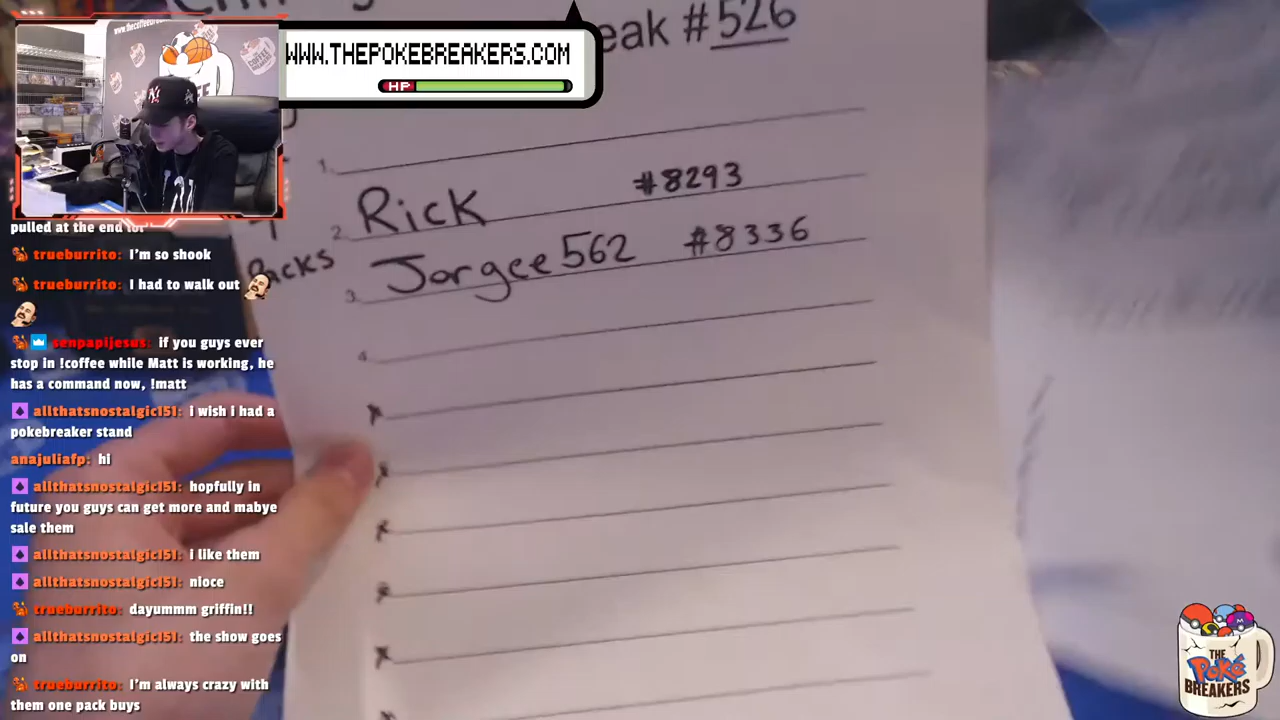 eak #526
WWW.THEPOKEBREAKERS.COM
HP
1.
2 Rick #8293
Packs
3. Jorgee562 #8336
4
pulled at the end lol
trueburrito: I'm so shook
trueburrito: I had to walk out
senpapijesus: if you guys ever
stop in !coffee while Matt is working, he
has a command now, !matt
allthatsnostalgic151: i wish i had a
pokebreaker stand
anajuliafp: hi
allthatsnostalgic151: hopfully in
future you guys can get more and mabye
sale them
allthatsnostalgic151: i like them
allthatsnostalgic151: nioce
trueburrito: dayummm griffin!!
allthatsnostalgic151: the show goes
on
trueburrito: I'm always crazy with
them one pack buys
THE
Poké
BREAKERS